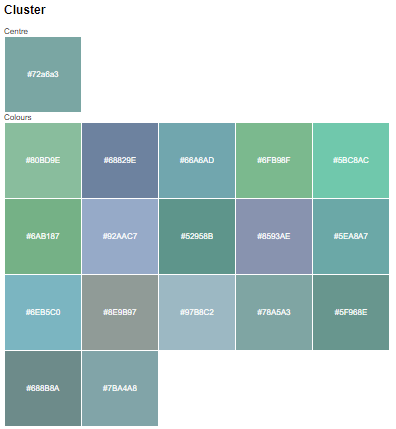 Cluster
Centre
#72a6a3
Colours
#80BD9E
#68829E
#66A6AD
#6FB98F
#5BC8AC
#6AB187
#92AAC7
#52958B
#8593AE
#5EA8A7
#6EB5C0
#8E9B97
#97B8C2
#78A5A3
#5F968E
#688B8A
#7BA4A8